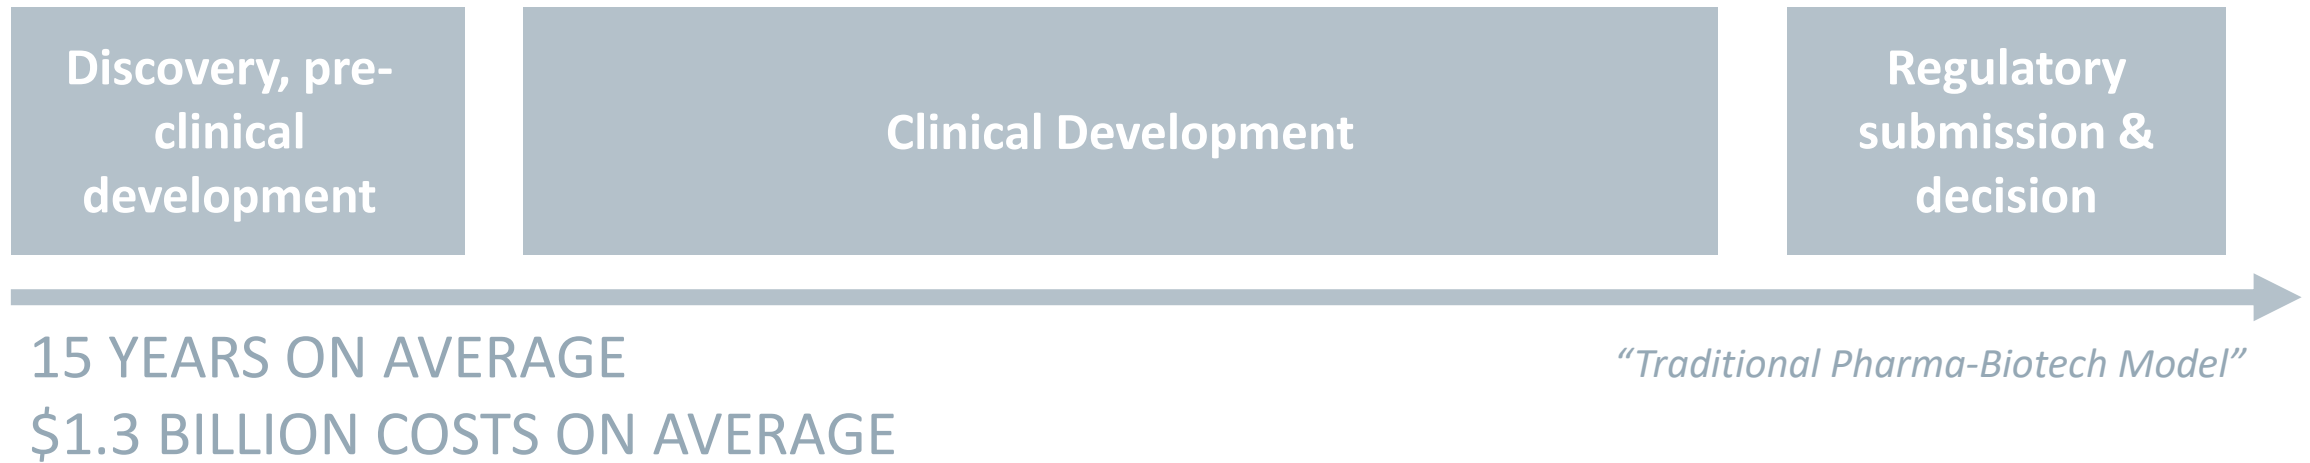 Discovery, pre-
clinical
development
Clinical Development
Regulatory
submission &
decision
15 YEARS ON AVERAGE
$1.3 BILLION COSTS ON AVERAGE
“Traditional Pharma-Biotech Model”